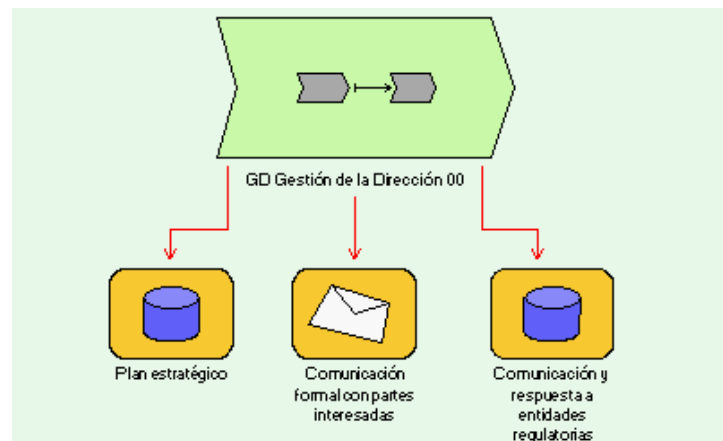 GD Gestión de la Dirección 00
Plan estratégico
Comunicación
formal con partes
interesadas
Comunicación y
respuesta a
entidades
regulatorias